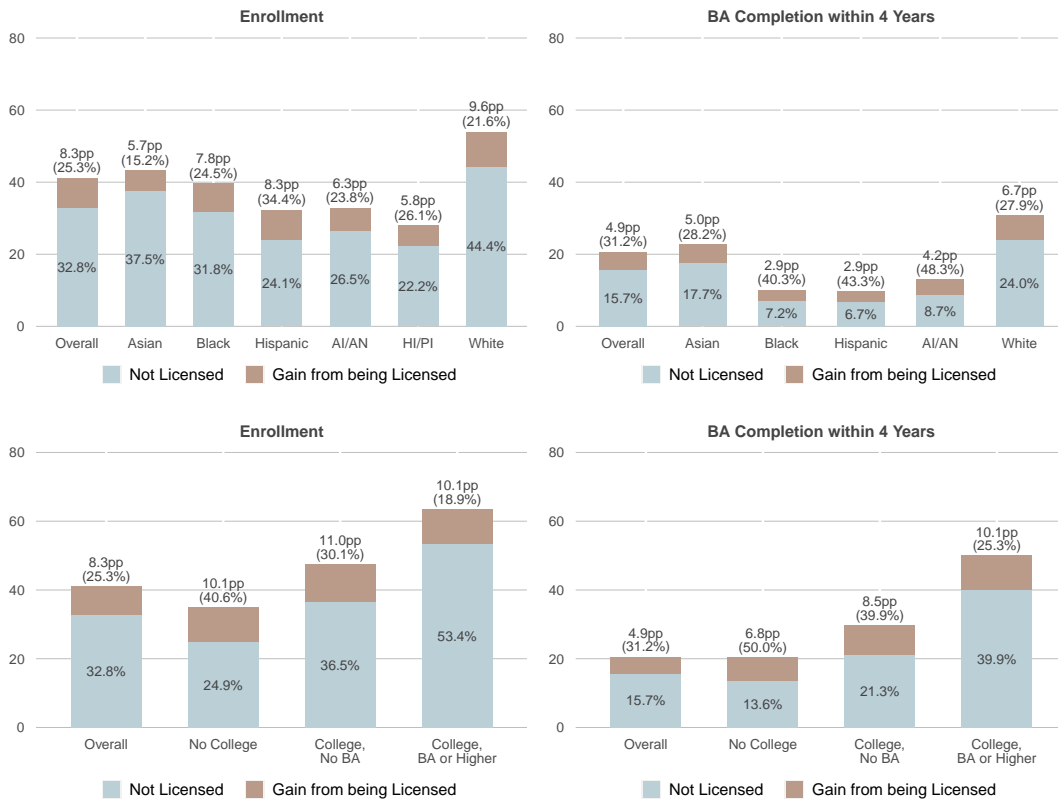 Enrollment
80
60
40
20
0
8.3pp
(25.3%)
5.7pp
(15.2%)
7.8pp
(24.5%)
8.3pp
(34.4%)
6.3pp
(23.8%)
5.8pp
(26.1%)
9.6pp
(21.6%)
32.8%
37.5%
31.8%
24.1%
26.5%
22.2%
44.4%
Overall
Asian
Black
Hispanic
AI/AN
HI/PI
White
Not Licensed
Gain from being Licensed
BA Completion within 4 Years
80
60
40
20
0
4.9pp
(31.2%)
5.0pp
(28.2%)
2.9pp
(40.3%)
2.9pp
(43.3%)
4.2pp
(48.3%)
6.7pp
(27.9%)
15.7%
17.7%
7.2%
6.7%
8.7%
24.0%
Overall
Asian
Black
Hispanic
AI/AN
White
Not Licensed
Gain from being Licensed
Enrollment
80
60
40
20
0
8.3pp
(25.3%)
10.1pp
(40.6%)
11.0pp
(30.1%)
10.1pp
(18.9%)
32.8%
24.9%
36.5%
53.4%
Overall
No College
College,
No BA
College,
BA or Higher
Not Licensed
Gain from being Licensed
BA Completion within 4 Years
80
60
40
20
0
4.9pp
(31.2%)
6.8pp
(50.0%)
8.5pp
(39.9%)
10.1pp
(25.3%)
15.7%
13.6%
21.3%
39.9%
Overall
No College
College,
No BA
College,
BA or Higher
Not Licensed
Gain from being Licensed